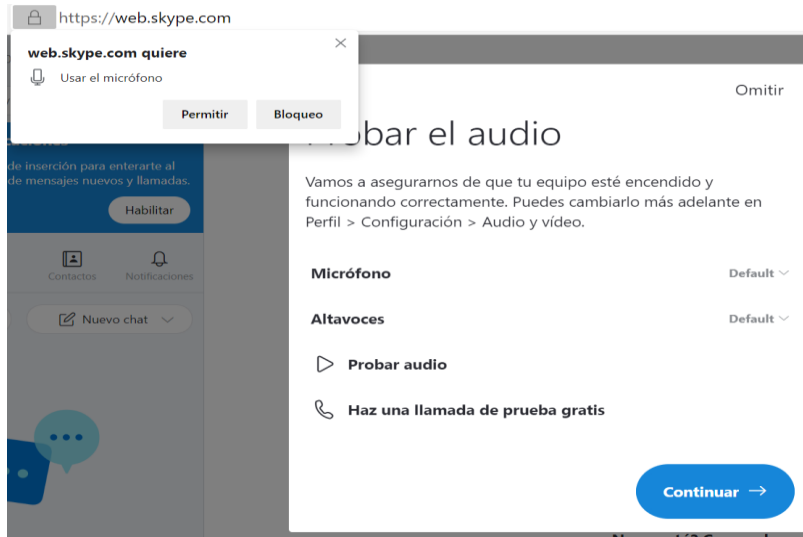 https://web.skype.com
web.skype.com quiere
Usar el micrófono
Permitir
Bloqueo
de inserción para enterarte al
de mensajes nuevos y llamadas.
Habilitar
Contactos
Notificaciones
Nuevo chat
Omitir
bar el audio
Vamos a asegurarnos de que tu equipo esté encendido y
funcionando correctamente. Puedes cambiarlo más adelante en
Perfil > Configuración > Audio y vídeo.
Micrófono
Default
Altavoces
Default
Probar audio
Haz una llamada de prueba gratis
Continuar